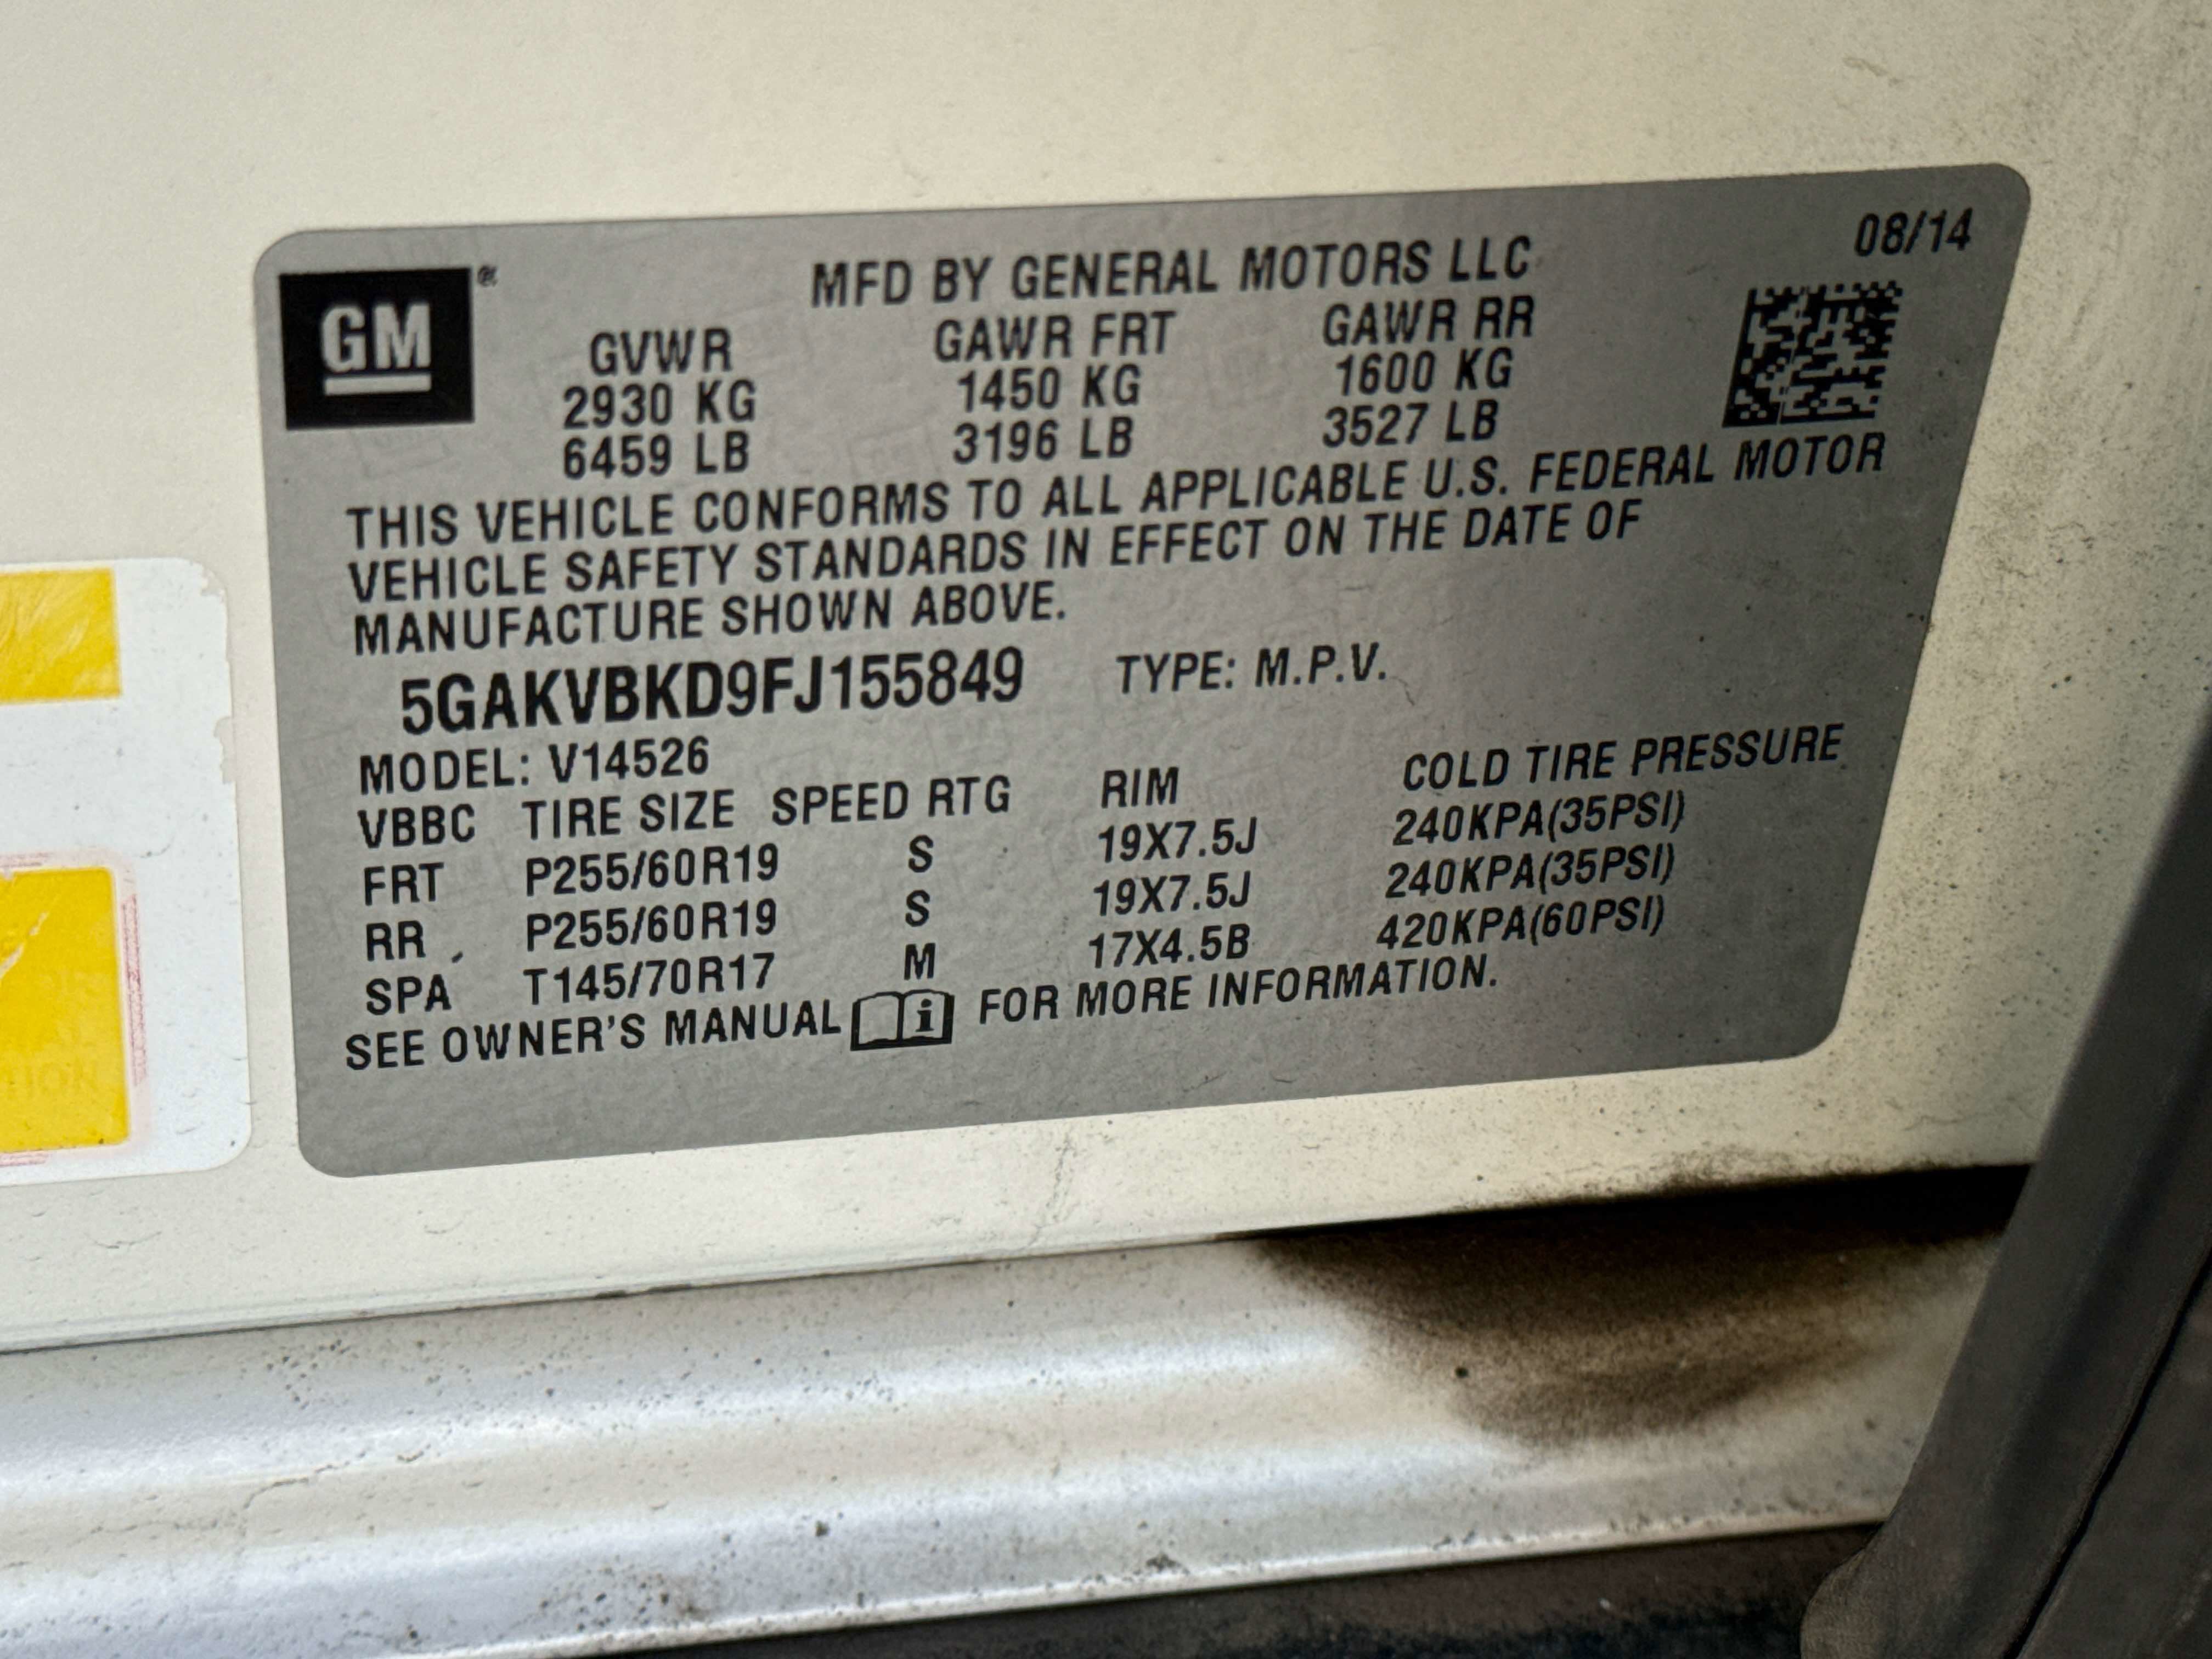 08/14
GM®
MFD BY GENERAL MOTORS LLC
GVWR GAWR FRT GAWR RR
2930 KG 1450 KG 1600 KG
6459 LB 3196 LB 3527 LB
THIS VEHICLE CONFORMS TO ALL APPLICABLE U.S. FEDERAL MOTOR
VEHICLE SAFETY STANDARDS IN EFFECT ON THE DATE OF
MANUFACTURE SHOWN ABOVE.
5GAKVBKD9FJ155849 TYPE: M.P.V.
MODEL: V14526
VBBC TIRE SIZE SPEED RTG RIM COLD TIRE PRESSURE
FRT P255/60R19 S 19X7.5J 240KPA(35PSI)
RR P255/60R19 S 19X7.5J 240KPA(35PSI)
SPA T145/70R17 M 17X4.5B 420KPA(60PSI)
SEE OWNER'S MANUAL i FOR MORE INFORMATION.